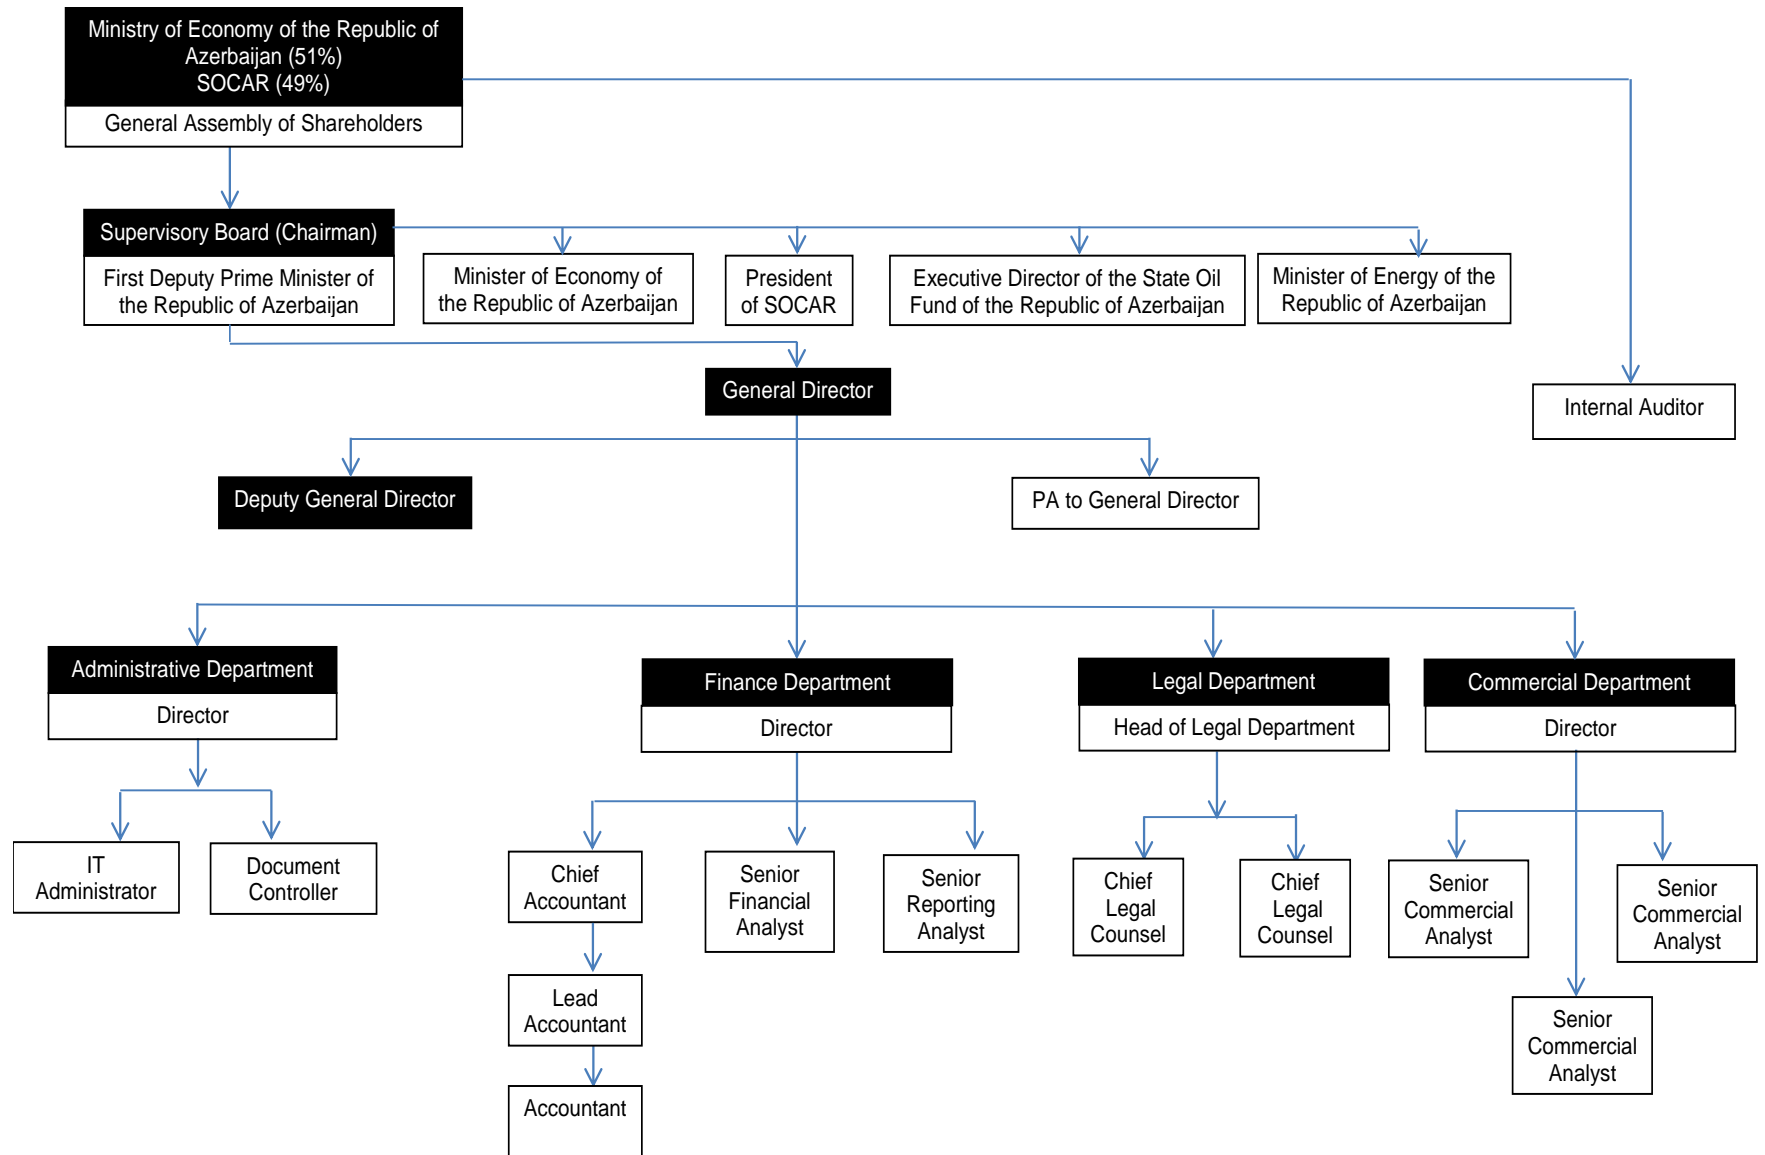 Ministry of Economy of the Republic of
Azerbaijan (51%)
SOCAR (49%)
General Assembly of Shareholders
Supervisory Board (Chairman)
First Deputy Prime Minister of
the Republic of Azerbaijan
Minister of Economy of
the Republic of Azerbaijan
President
of SOCAR
Executive Director of the State Oil
Fund of the Republic of Azerbaijan
Minister of Energy of the
Republic of Azerbaijan
General Director
Internal Auditor
Deputy General Director
PA to General Director
Administrative Department
Director
Finance Department
Director
Legal Department
Head of Legal Department
Commercial Department
Director
IT
Administrator
Document
Controller
Chief
Accountant
Senior
Financial
Analyst
Senior
Reporting
Analyst
Chief
Legal
Counsel
Chief
Legal
Counsel
Senior
Commercial
Analyst
Senior
Commercial
Analyst
Lead
Accountant
Senior
Commercial
Analyst
Accountant